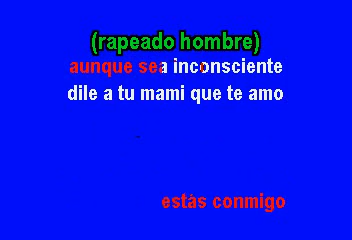 (rapeado hombre)
aunque sea inconsciente
dile a tu mami que te amo
estás conmigo